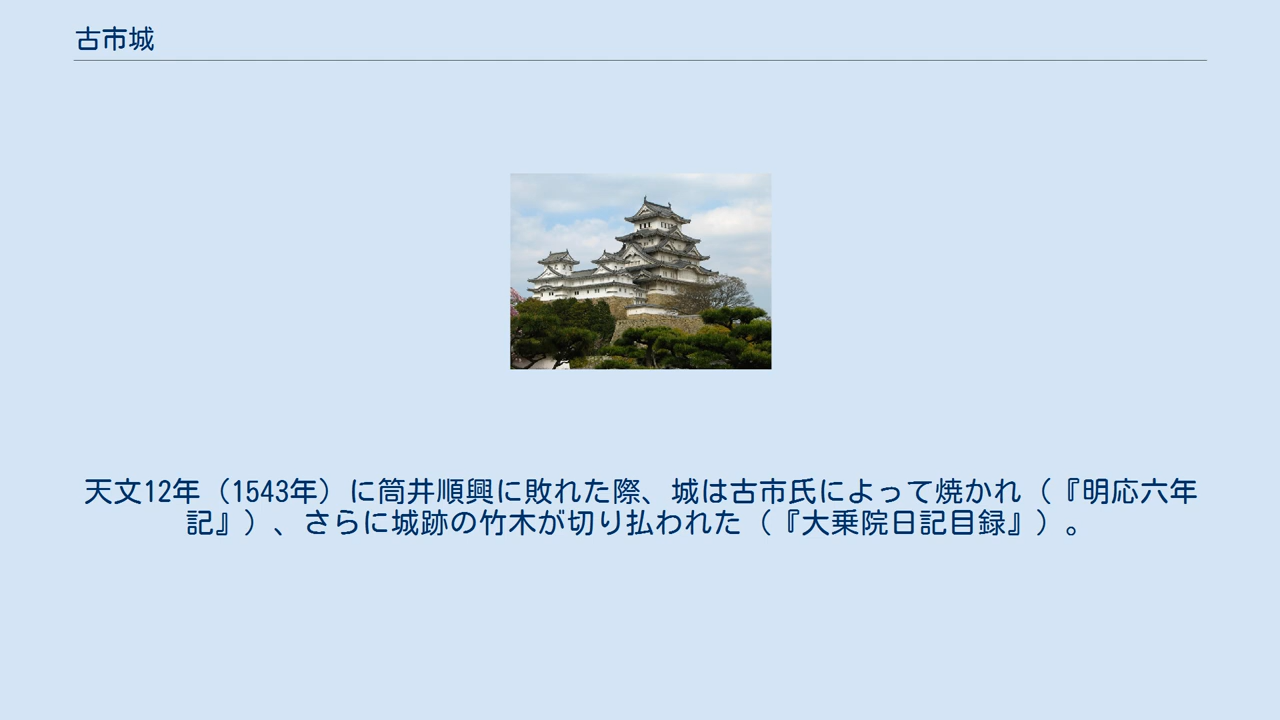 古市城
天文12年（1543年）に筒井順興に敗れた際、城は古市氏によって焼かれ（『明応六年
記』）、さらに城跡の竹木が切り払われた（『大乗院日記目録』）。